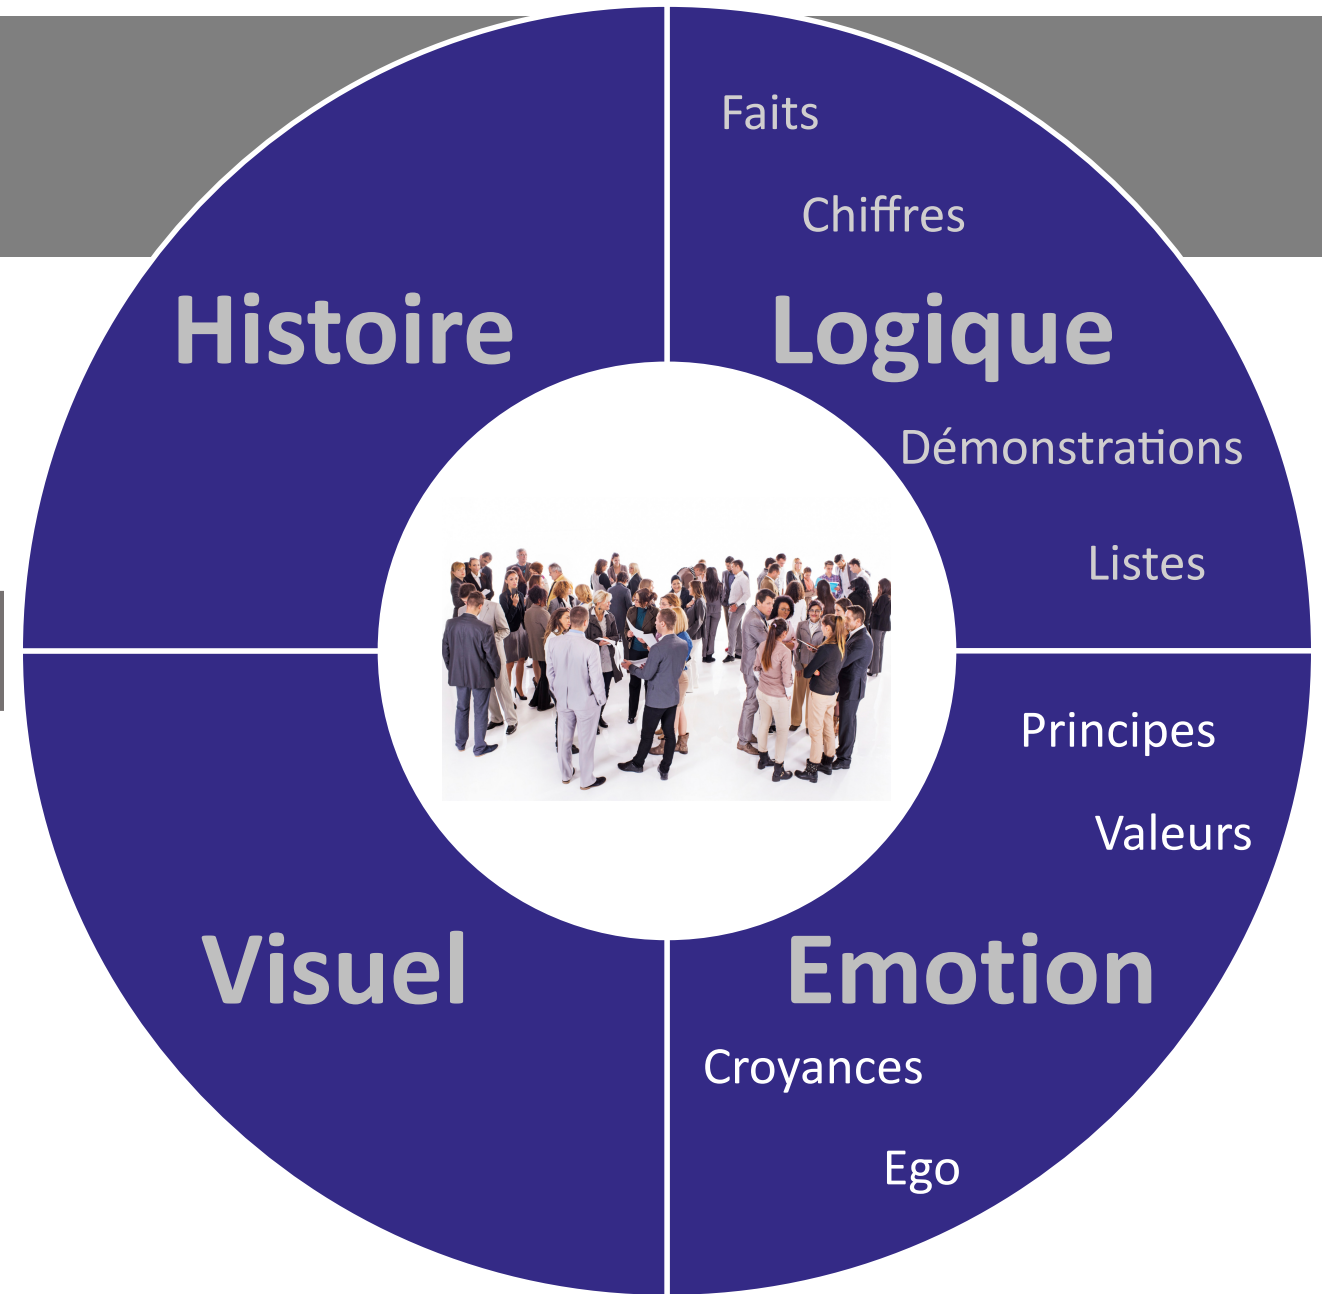 Faits
Chiffres
Histoire
Logique
Démonstrations
Listes
Principes
Valeurs
Visuel
Emotion
Croyances
Ego